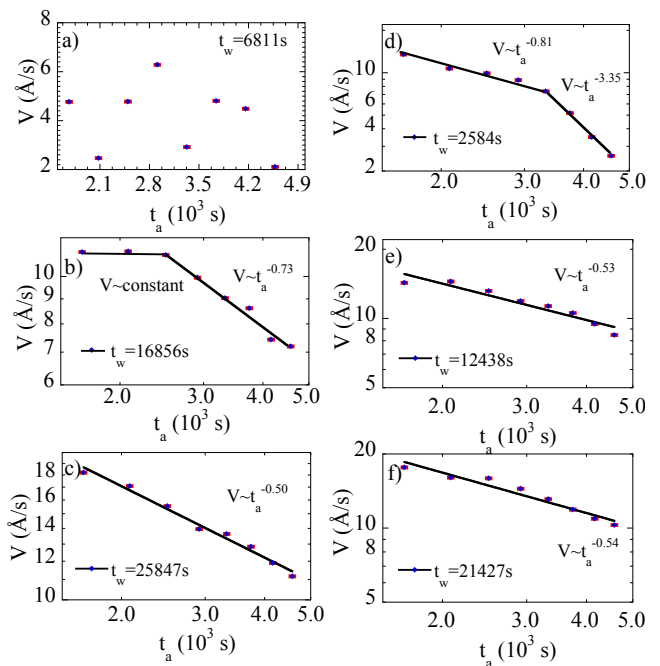 a)
t_w=6811s
V (Å/s)
8
6
4
2
2.1 2.8 3.5 4.2 4.9
t_a (10^3 s)
b)
V~constant
V~t_a^-0.73
t_w=16856s
V (Å/s)
10
9
8
7
6
2.0 3.0 4.0 5.0
t_a (10^3 s)
c)
V~t_a^-0.50
t_w=25847s
V (Å/s)
18
16
14
12
10
2.0 3.0 4.0 5.0
t_a (10^3 s)
d)
V~t_a^-0.81
V~t_a^-3.35
t_w=2584s
V (Å/s)
10
8
6
4
2
2.0 3.0 4.0 5.0
t_a (10^3 s)
e)
V~t_a^-0.53
t_w=12438s
V (Å/s)
20
10
8
5
2.0 3.0 4.0 5.0
t_a (10^3 s)
f)
V~t_a^-0.54
t_w=21427s
V (Å/s)
20
10
5
2.0 3.0 4.0 5.0
t_a (10^3 s)